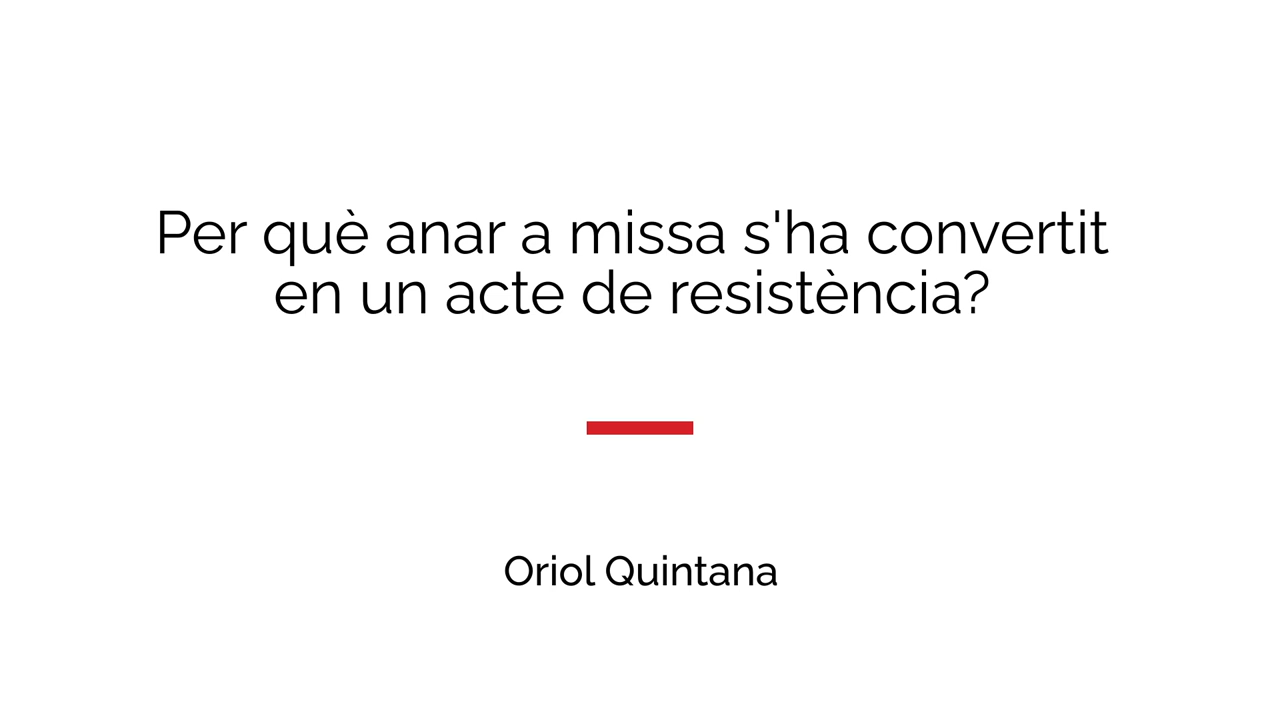 Per què anar a missa s'ha convertit
en un acte de resistència?
Oriol Quintana